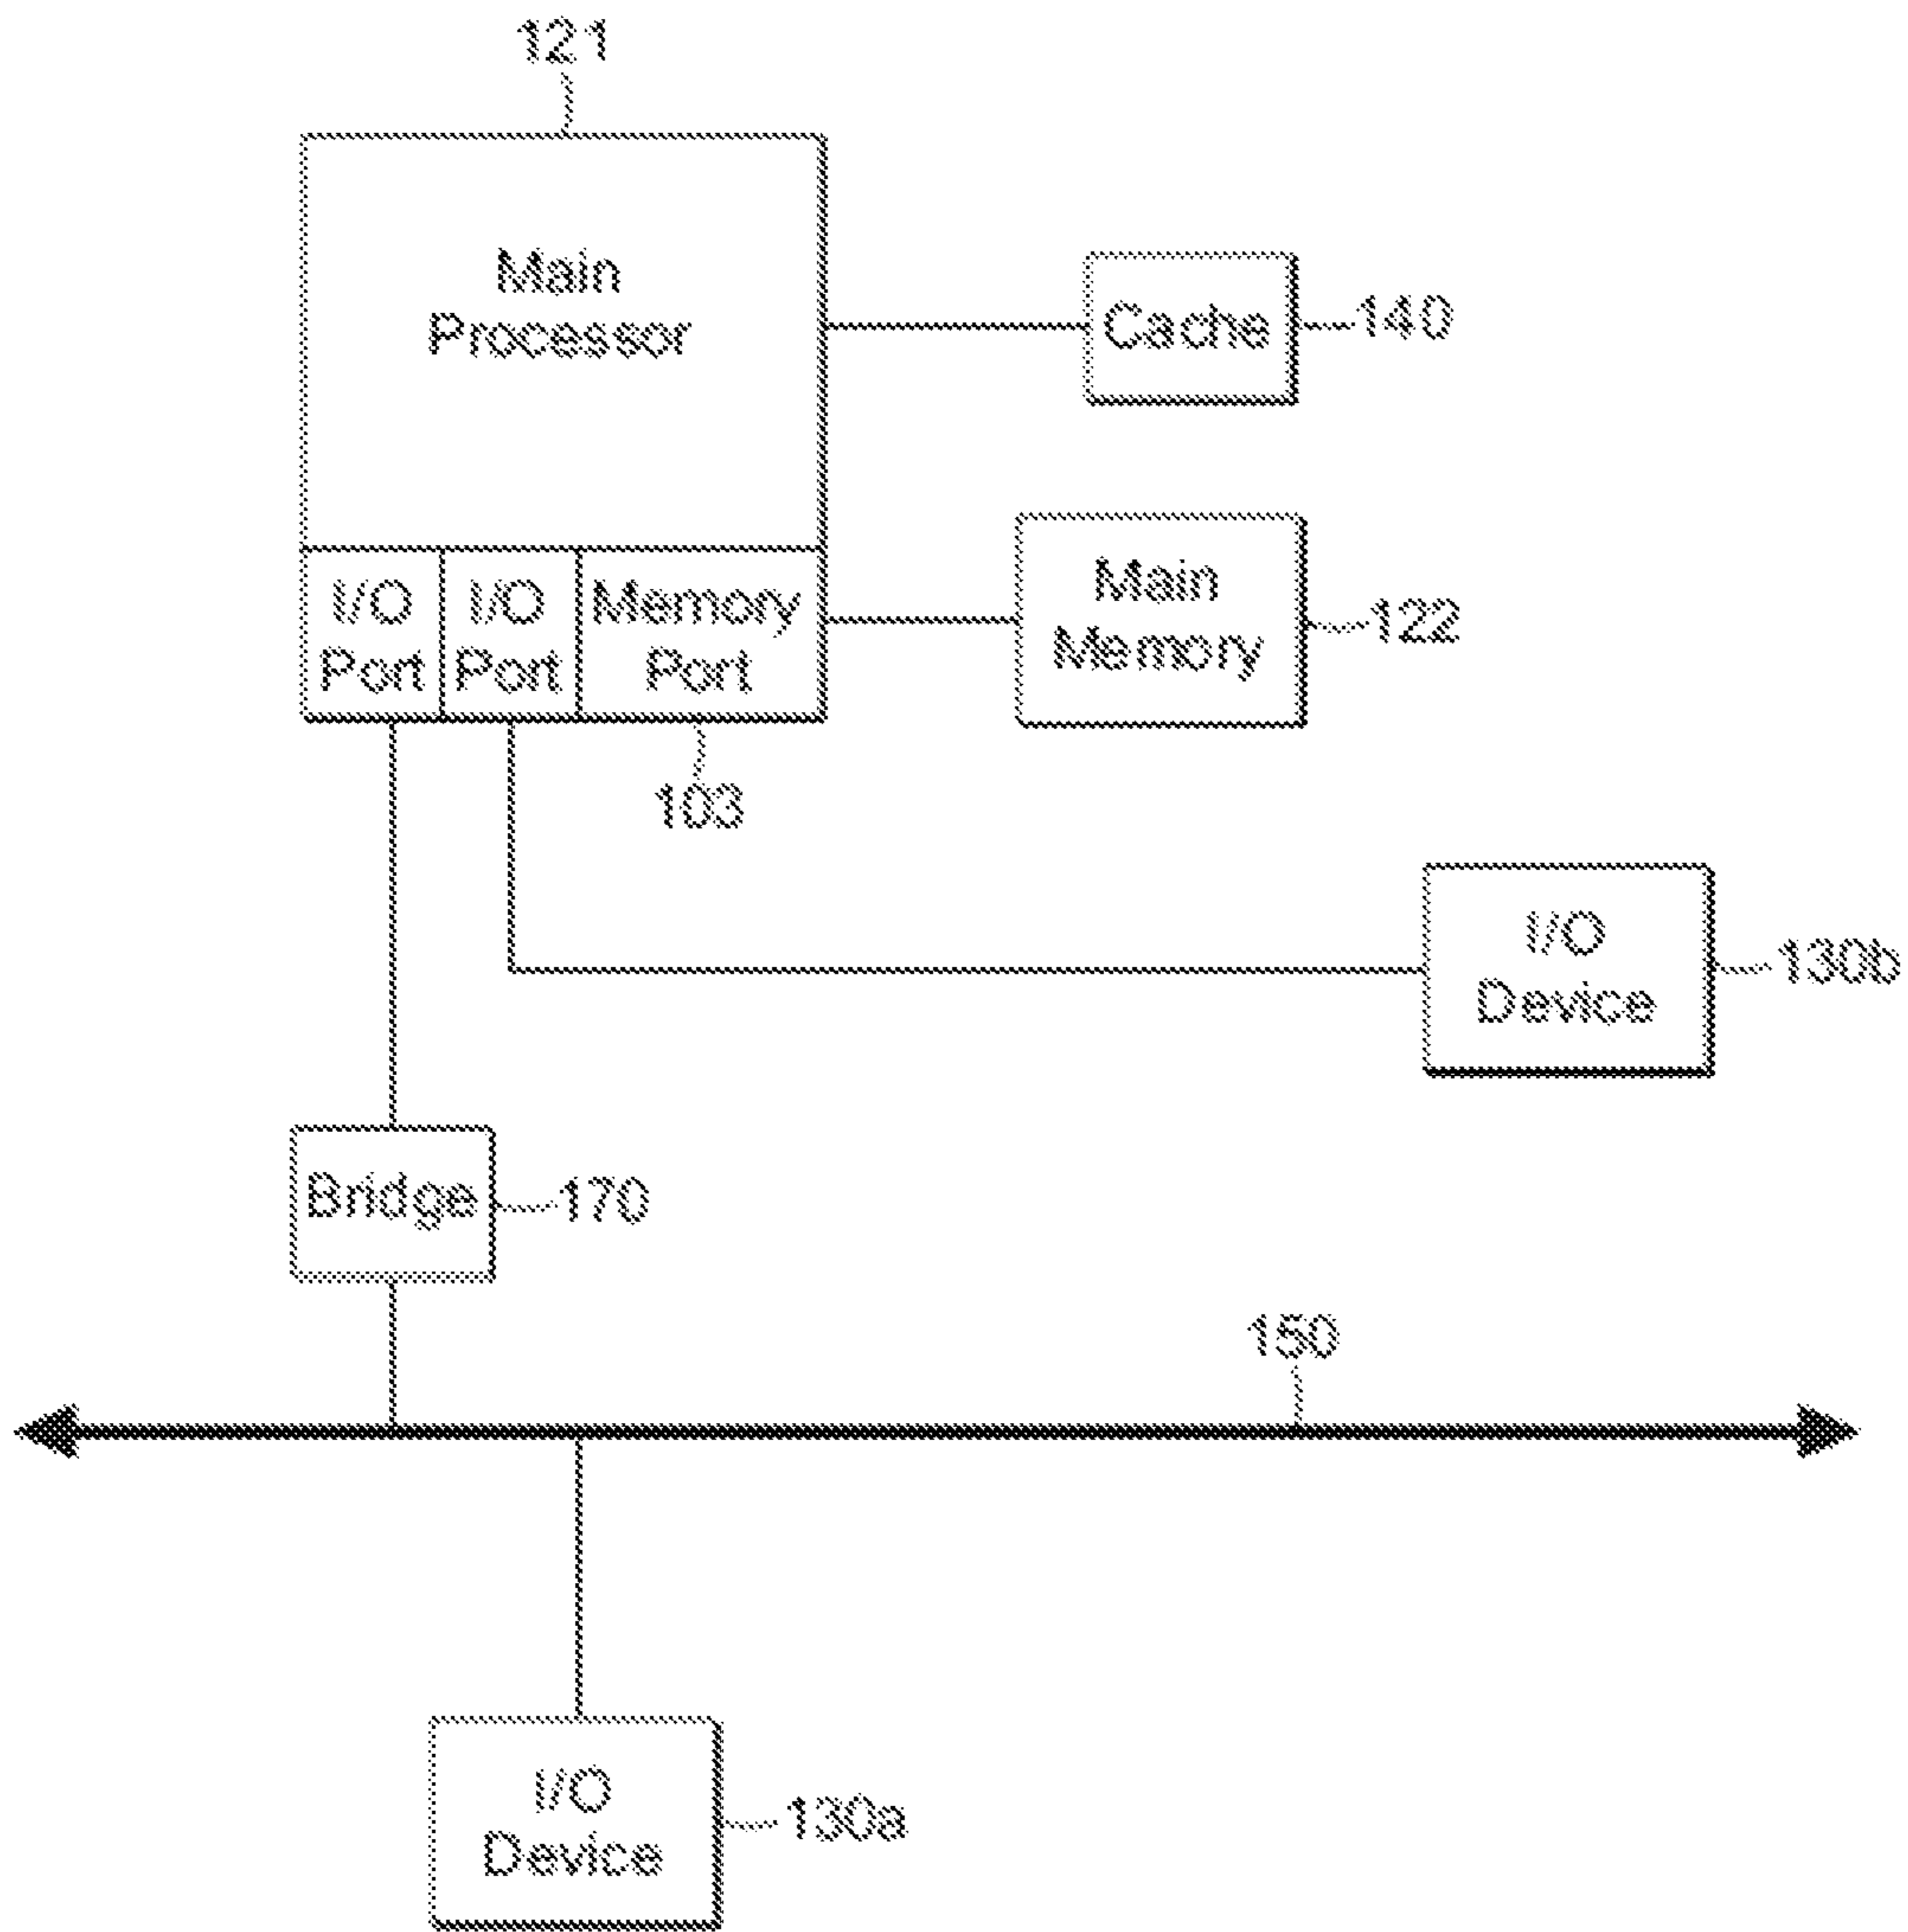 121
Main
Processor
Cache
140
I/O
Port
I/O
Port
Memory
Port
Main
Memory
122
103
I/O
Device
130b
Bridge
170
150
I/O
Device
130a